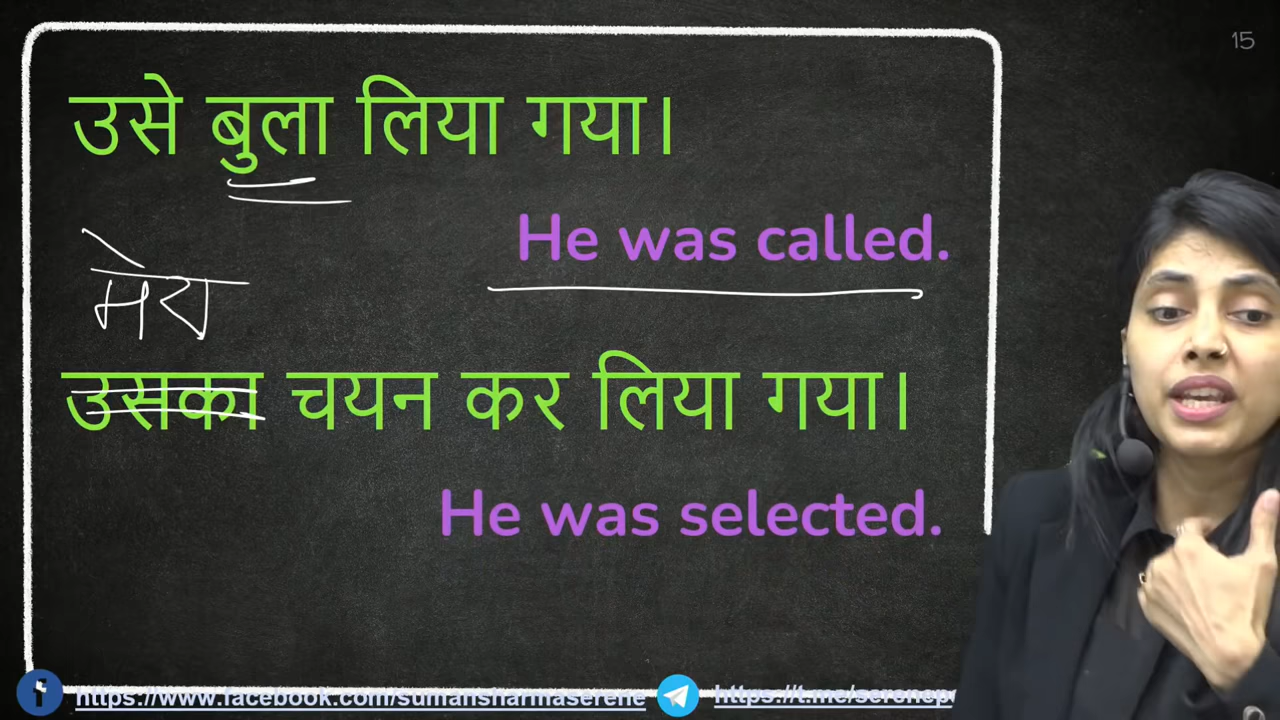 15
उसे बुला लिया गया।
He was called.
मेरा
उसका चयन कर लिया गया।
He was selected.
https://www.facebook.com/sumansharmaserene